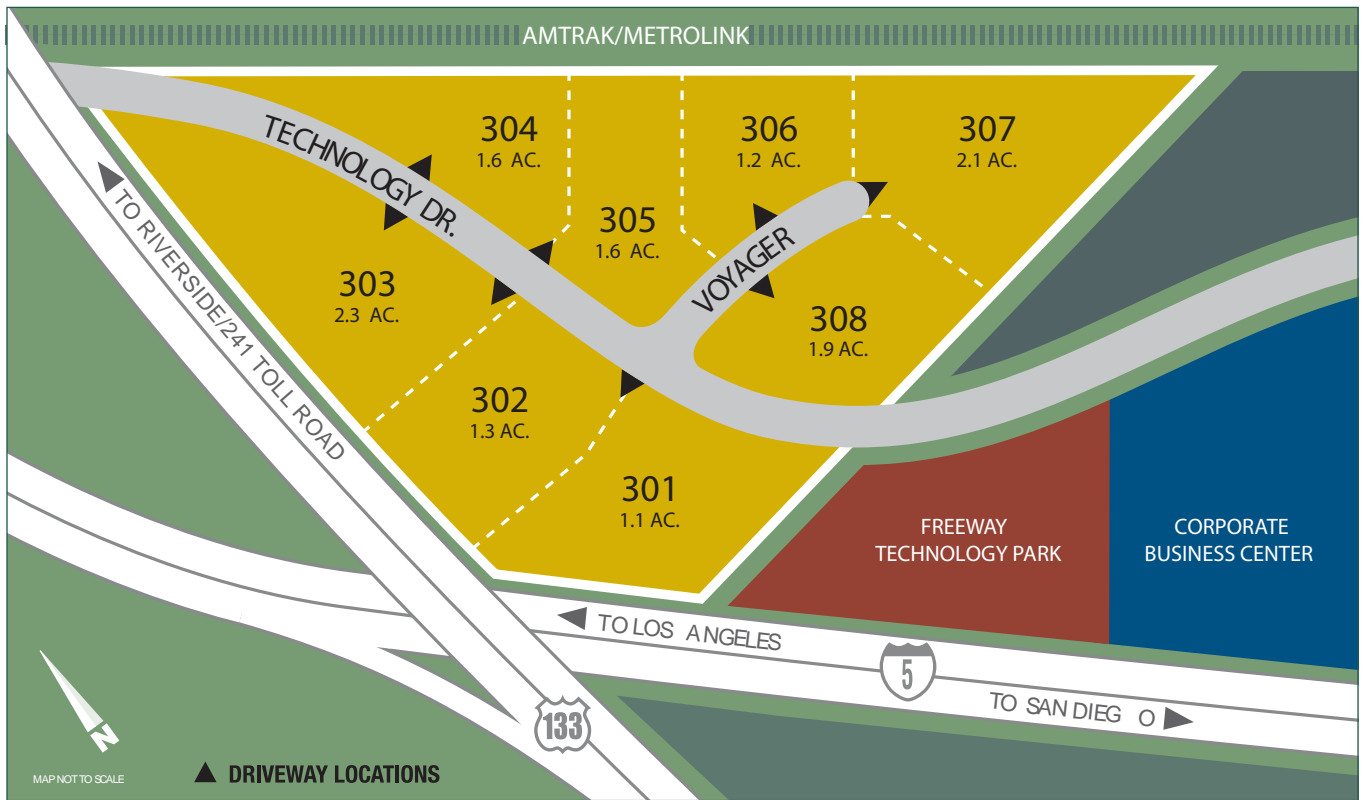 AMTRAK/METROLINK
TECHNOLOGY DR.
304
1.6 AC.
306
1.2 AC.
307
2.1 AC.
305
1.6 AC.
VOYAGER
303
2.3 AC.
308
1.9 AC.
TO RIVERSIDE/241 TOLL ROAD
302
1.3 AC.
301
1.1 AC.
FREEWAY
TECHNOLOGY PARK
CORPORATE
BUSINESS CENTER
TO LOS ANGELES
5
TO SAN DIEG O
133
N
MAP NOT TO SCALE
DRIVEWAY LOCATIONS